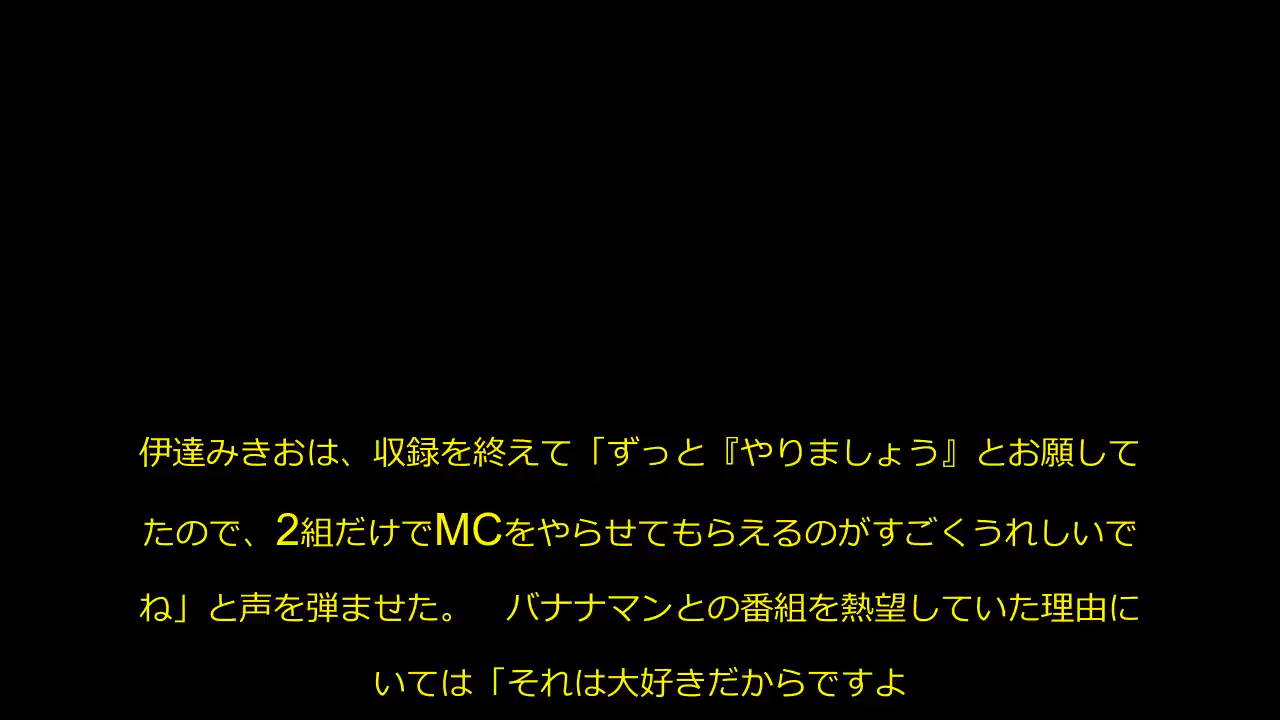 伊達みきおは、収録を終えて「ずっと『やりましょう』とお願して
たので、2組だけでMCをやらせてもらえるのがすごくうれしいで
ね」と声を弾ませた。　バナナマンとの番組を熱望していた理由に
いては「それは大好きだからですよ